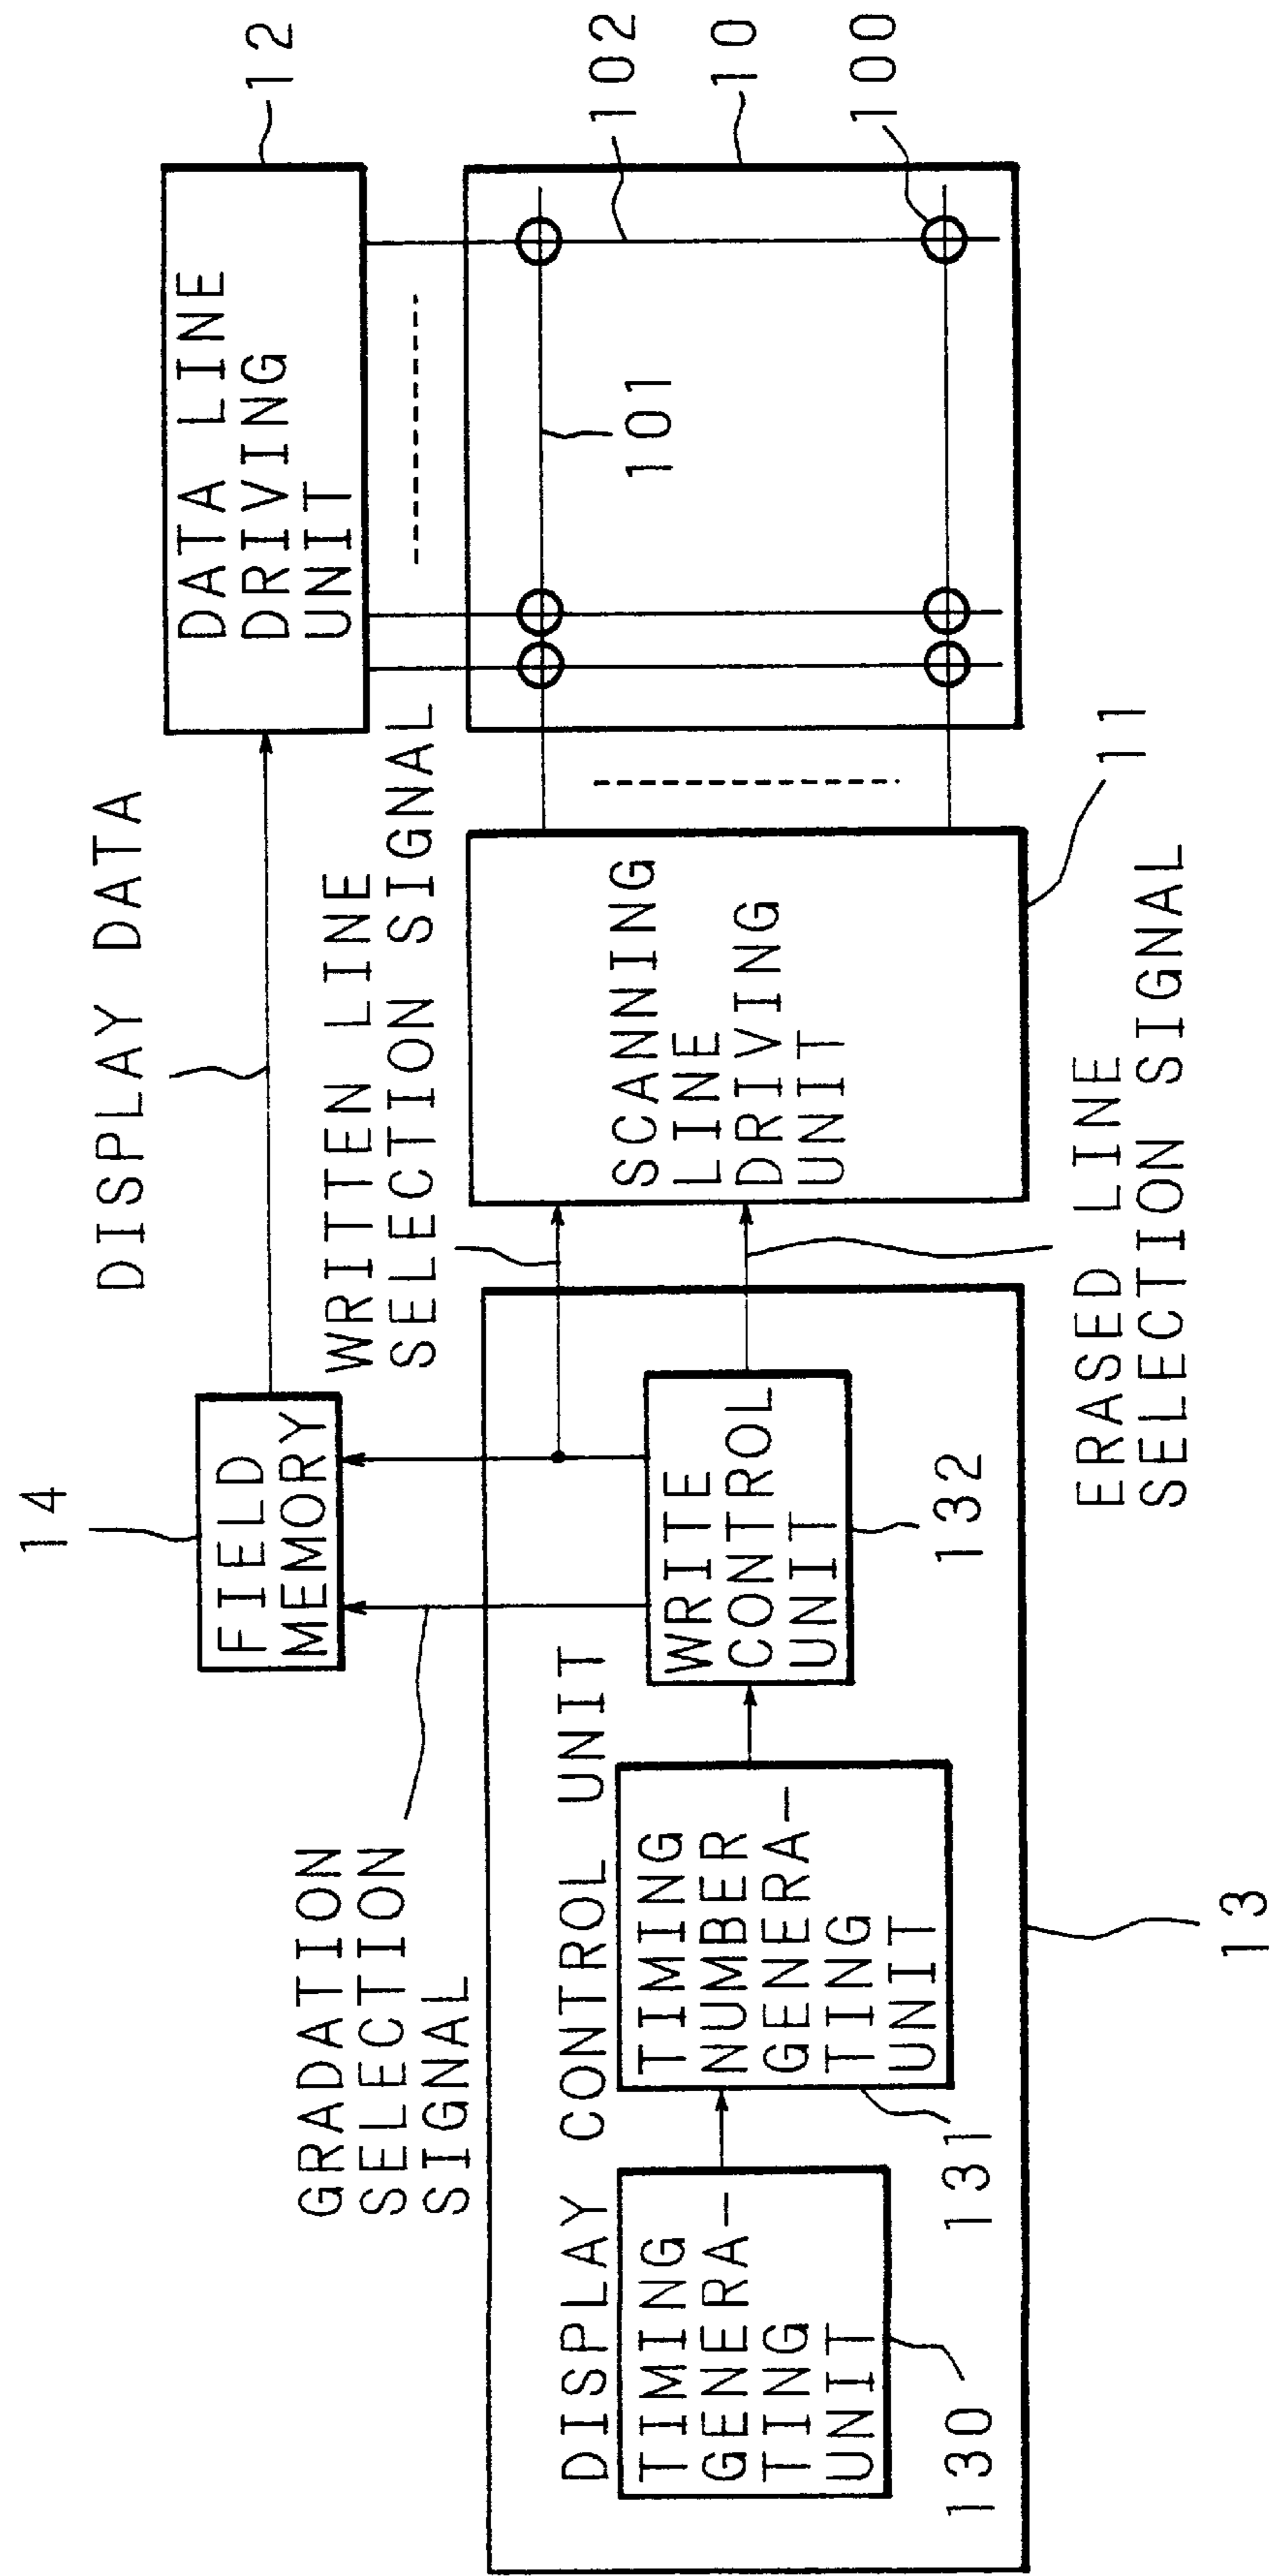 14
FIELD
MEMORY
DISPLAY DATA
DATA LINE
DRIVING
UNIT
12
GRADATION
SELECTION
SIGNAL
WRITTEN LINE
SELECTION SIGNAL
DISPLAY CONTROL UNIT
TIMING
GENERA-
TING
UNIT
130
TIMING
NUMBER
GENERA-
TING
UNIT
131
WRITE
CONTROL
UNIT
132
SCANNING
LINE
DRIVING
UNIT
11
101
102
10
100
ERASED LINE
SELECTION SIGNAL
13